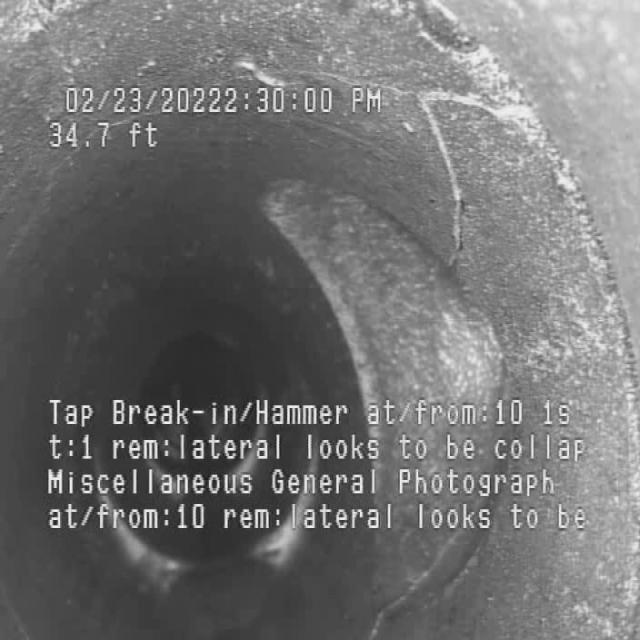 02/23/20222:30:00 PM
34.7 ft
Tap Break-in/Hammer at/from:10 1s
t:1 rem:lateral looks to be collap
Miscellaneous General Photograph
at/from:10 rem:lateral looks to be